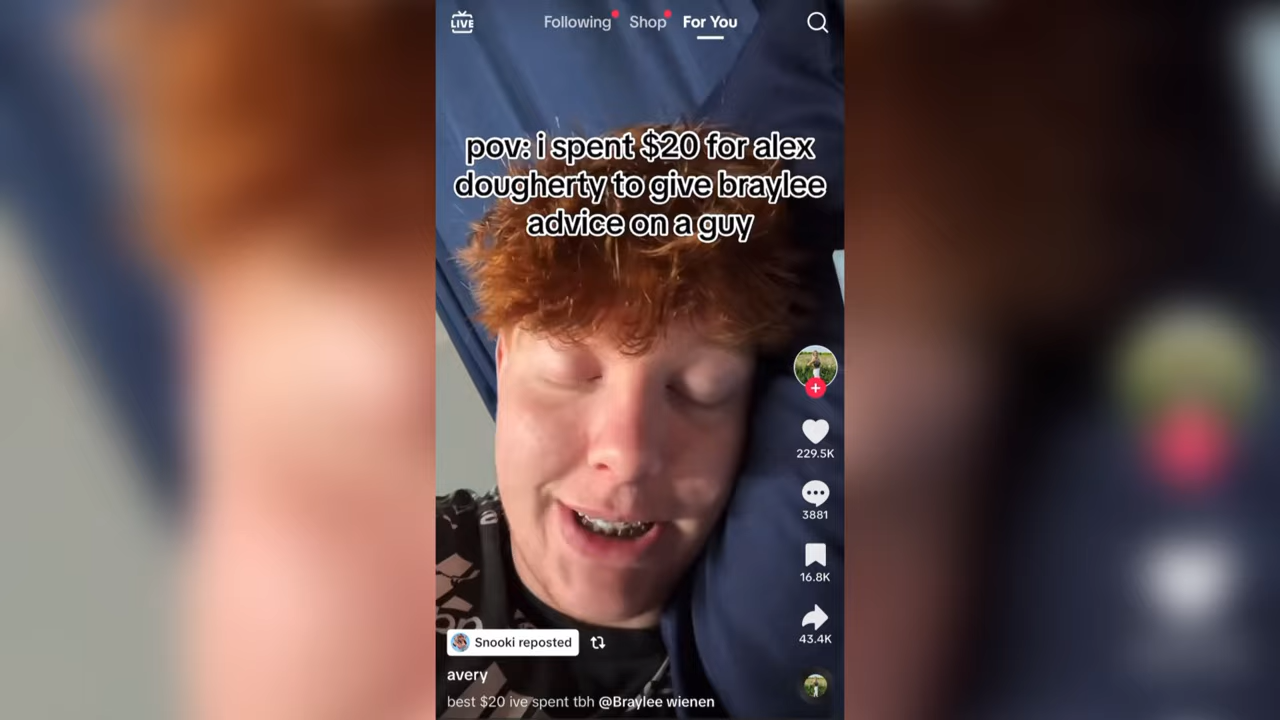 LIVE
Following Shop For You
pov: i spent $20 for alex
dougherty to give braylee
advice on a guy
229.5K
3881
16.8K
43.4K
Snooki reposted
avery
best $20 ive spent tbh @Braylee wienen